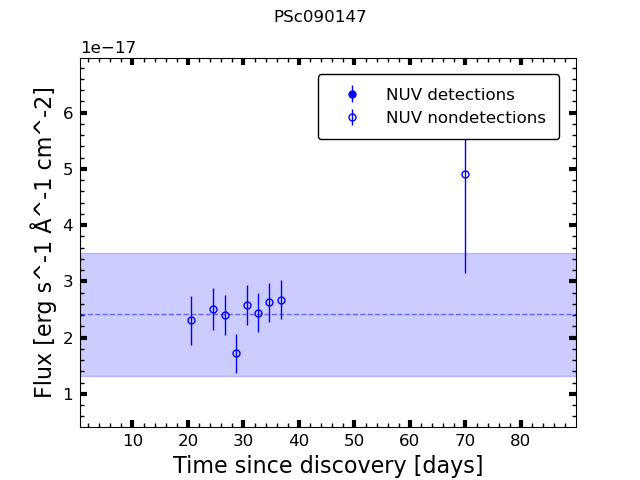 PSc090147
1e−17
NUV detections
NUV nondetections
6
5
4
3
2
1
Flux [erg s^-1 Å^-1 cm^-2]
10 20 30 40 50 60 70 80
Time since discovery [days]